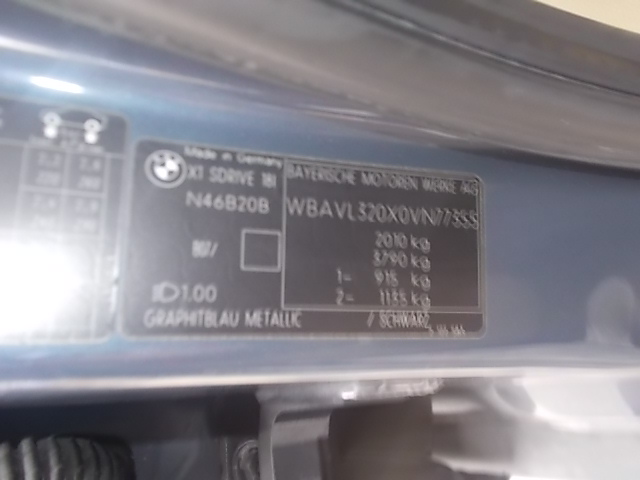 BMW
Made in Germany
X1 SDRIVE 18I
N46B20B
BAYERISCHE MOTOREN WERKE AG
WBAVL320X0VN77355
2010 kg
3790 kg
1- 915 kg
2- 1135 kg
1.00
GRAPHITBLAU METALLIC / SCHWARZ